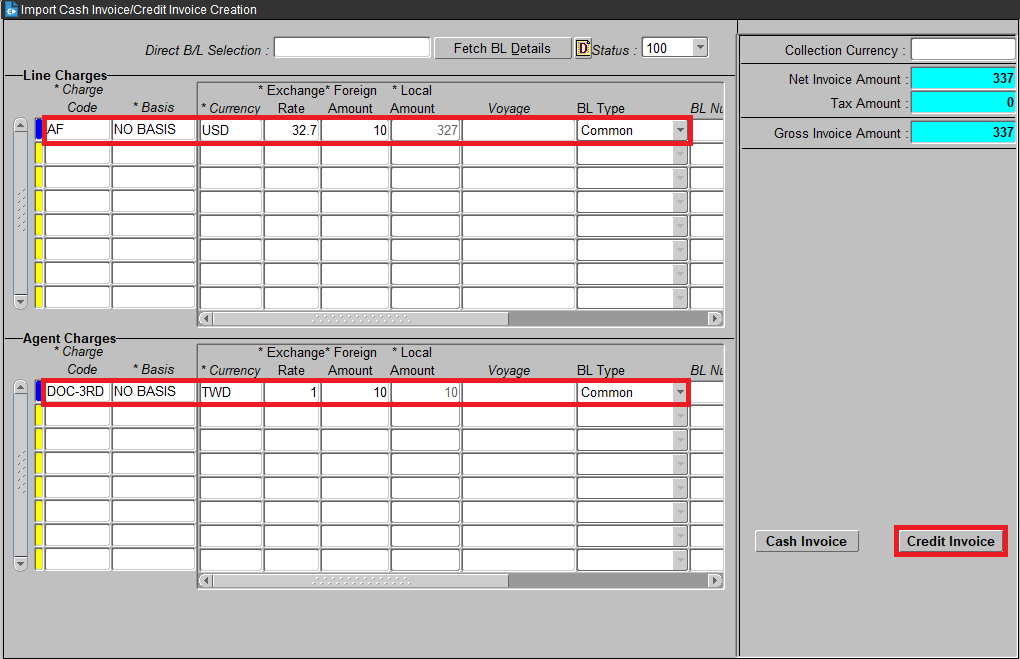 Import Cash Invoice/Credit Invoice Creation
Direct B/L Selection : Fetch BL Details D Status : 100
Line Charges
* Charge Code * Basis * Currency * Exchange Rate * Foreign Amount * Local Amount Voyage BL Type BL Nu
AF NO BASIS USD 32.7 10 327 Common
Agent Charges
* Charge Code * Basis * Currency * Exchange Rate * Foreign Amount * Local Amount Voyage BL Type BL Nu
DOC-3RD NO BASIS TWD 1 10 10 Common
Collection Currency :
Net Invoice Amount : 337
Tax Amount : 0
Gross Invoice Amount : 337
Cash Invoice Credit Invoice